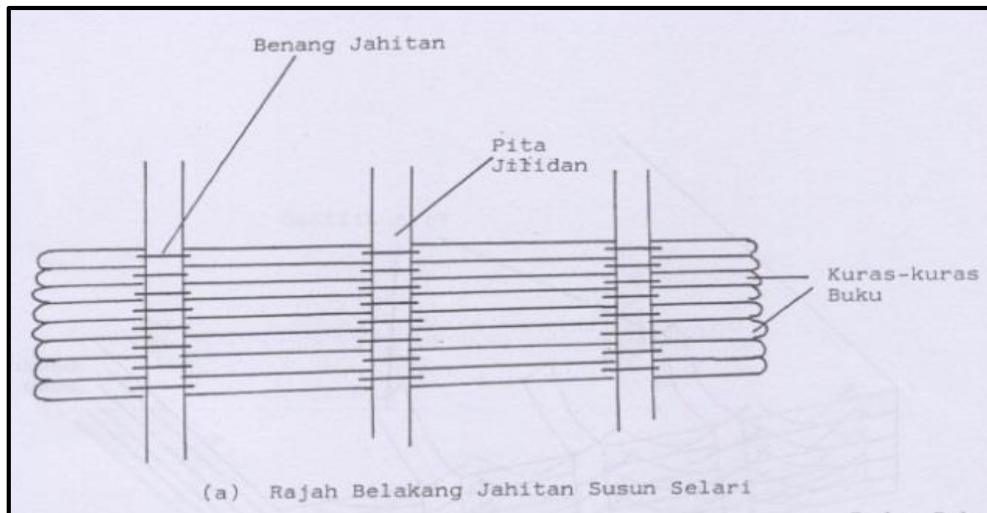 Benang Jahitan
Pita
Jilidan
Kuras-kuras
Buku
(a) Rajah Belakang Jahitan Susun Selari